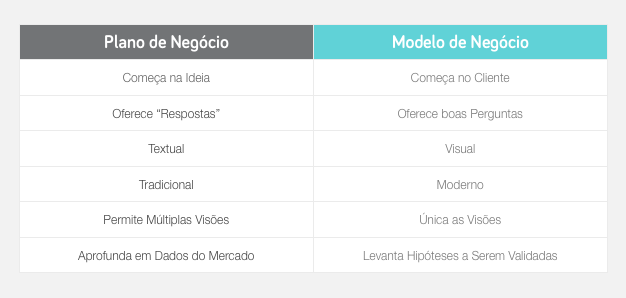 Plano de Negócio Modelo de Negócio
Começa na Ideia Começa no Cliente
Oferece “Respostas” Oferece boas Perguntas
Textual Visual
Tradicional Moderno
Permite Múltiplas Visões Única as Visões
Aprofunda em Dados do Mercado Levanta Hipóteses a Serem Validadas